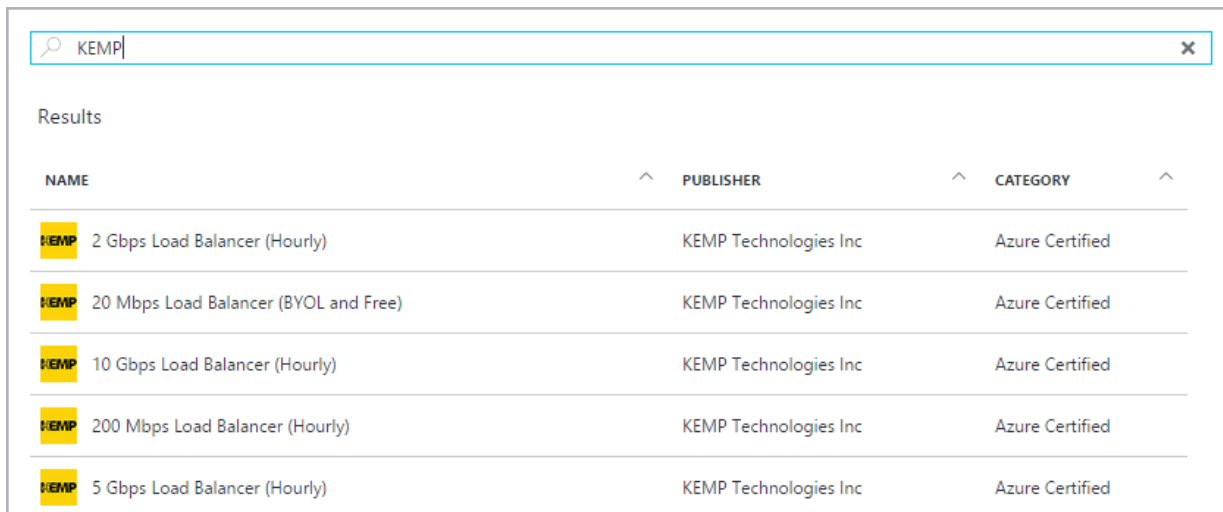 KEMP
Results
NAME PUBLISHER CATEGORY
KEMP 2 Gbps Load Balancer (Hourly) KEMP Technologies Inc Azure Certified
KEMP 20 Mbps Load Balancer (BYOL and Free) KEMP Technologies Inc Azure Certified
KEMP 10 Gbps Load Balancer (Hourly) KEMP Technologies Inc Azure Certified
KEMP 200 Mbps Load Balancer (Hourly) KEMP Technologies Inc Azure Certified
KEMP 5 Gbps Load Balancer (Hourly) KEMP Technologies Inc Azure Certified